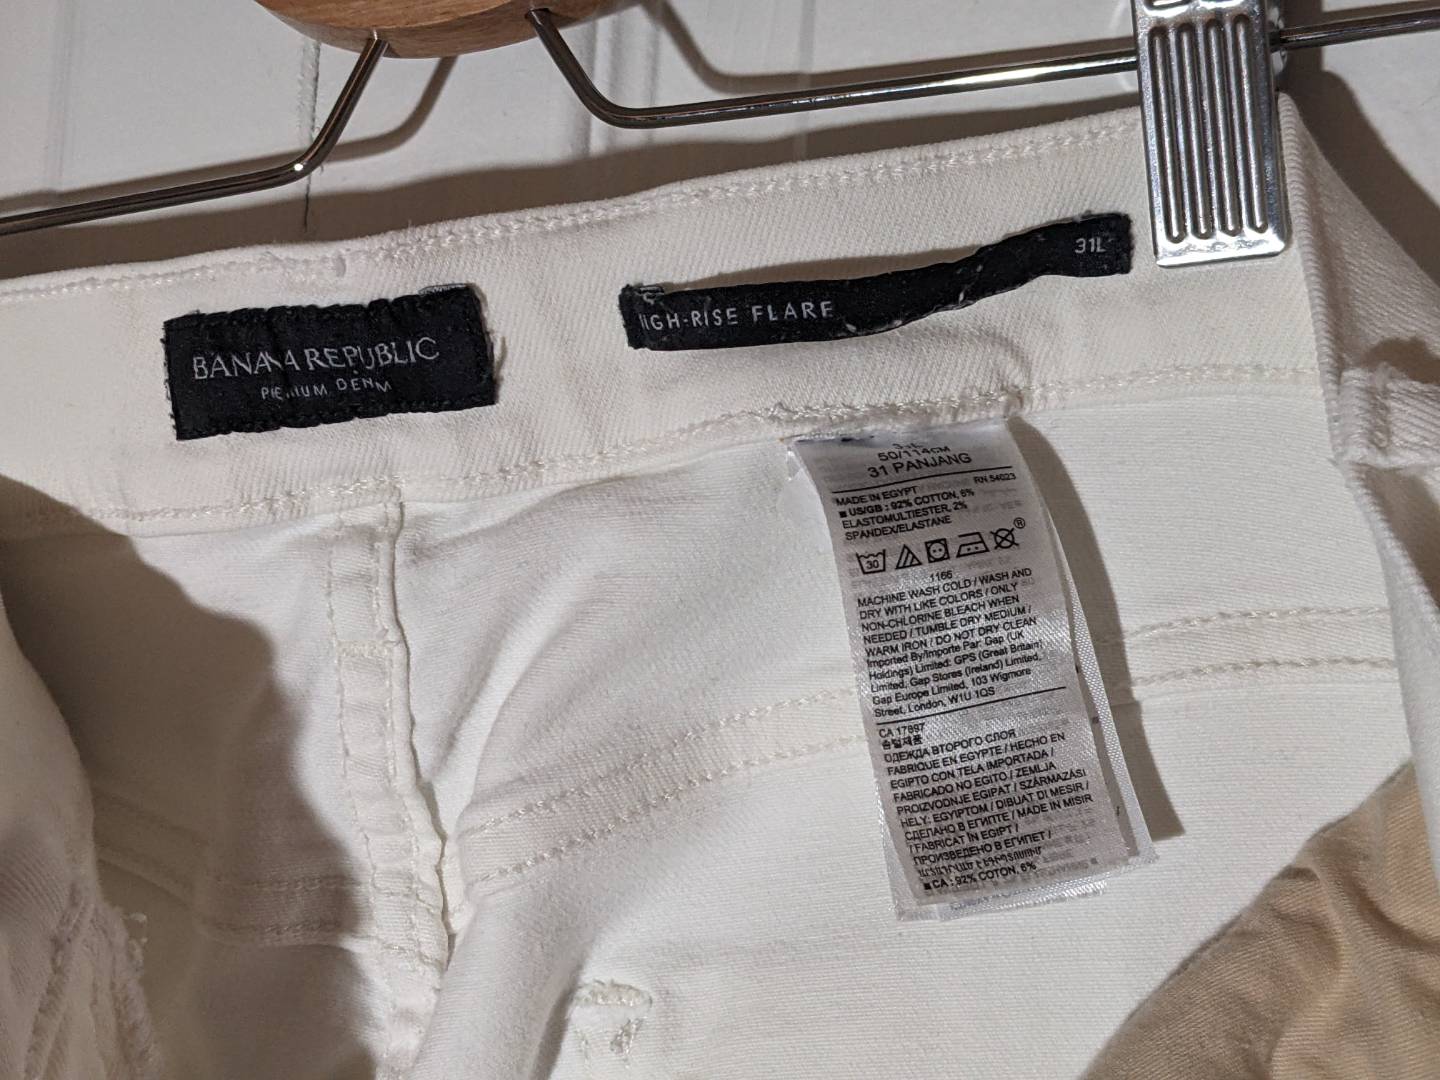 BANANA REPUBLIC
PREMIUM DENIM
HIGH-RISE FLARE
31L
50/114CM
31 PANJANG
RN 54023
MADE IN EGYPT
■ US/GB : 92% COTTON, 6%
ELASTOMULTIESTER, 2%
SPANDEX/ELASTANE
30
®
1166
MACHINE WASH COLD / WASH AND
DRY WITH LIKE COLORS / ONLY
NON-CHLORINE BLEACH WHEN
NEEDED / TUMBLE DRY MEDIUM /
WARM IRON / DO NOT DRY CLEAN
Imported By/Importe Par: Gap (UK
Holdings) Limited: GPS (Great Britain)
Limited, Gap Stores (Ireland) Limited,
Gap Europe Limited, 103 Wigmore
Street, London, W1U 1QS
CA 17897
ОДЕЖДА ВТОРОГО СЛОЯ
FABRIQUE EN EGYPTE / HECHO EN
EGIPTO CON TELA IMPORTADA /
FABRICADO NO EGITO / ZEMLJA
PROIZVODNJE EGIPAT / SZÁRMAZÁSI
HELY: EGYIPTOM / DIBUAT DI MESIR /
СДЕЛАНО В ЕГИПТЕ / MADE IN MISIR
/ FABRICAT ÎN EGIPT /
ПРОИЗВЕДЕНО В ЕГИПЕТ /
■ CA : 92% COTON, 6%